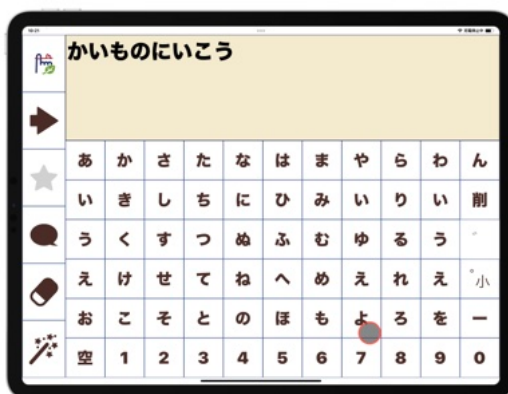 かいものにいこう
あ か さ た な は ま や ら わ ん
い き し ち に ひ み い り い 削
う く す つ ぬ ふ む ゆ る う ゛
え け せ て ね へ め え れ え ゜小
お こ そ と の ほ も よ ろ を ー
空 1 2 3 4 5 6 7 8 9 0